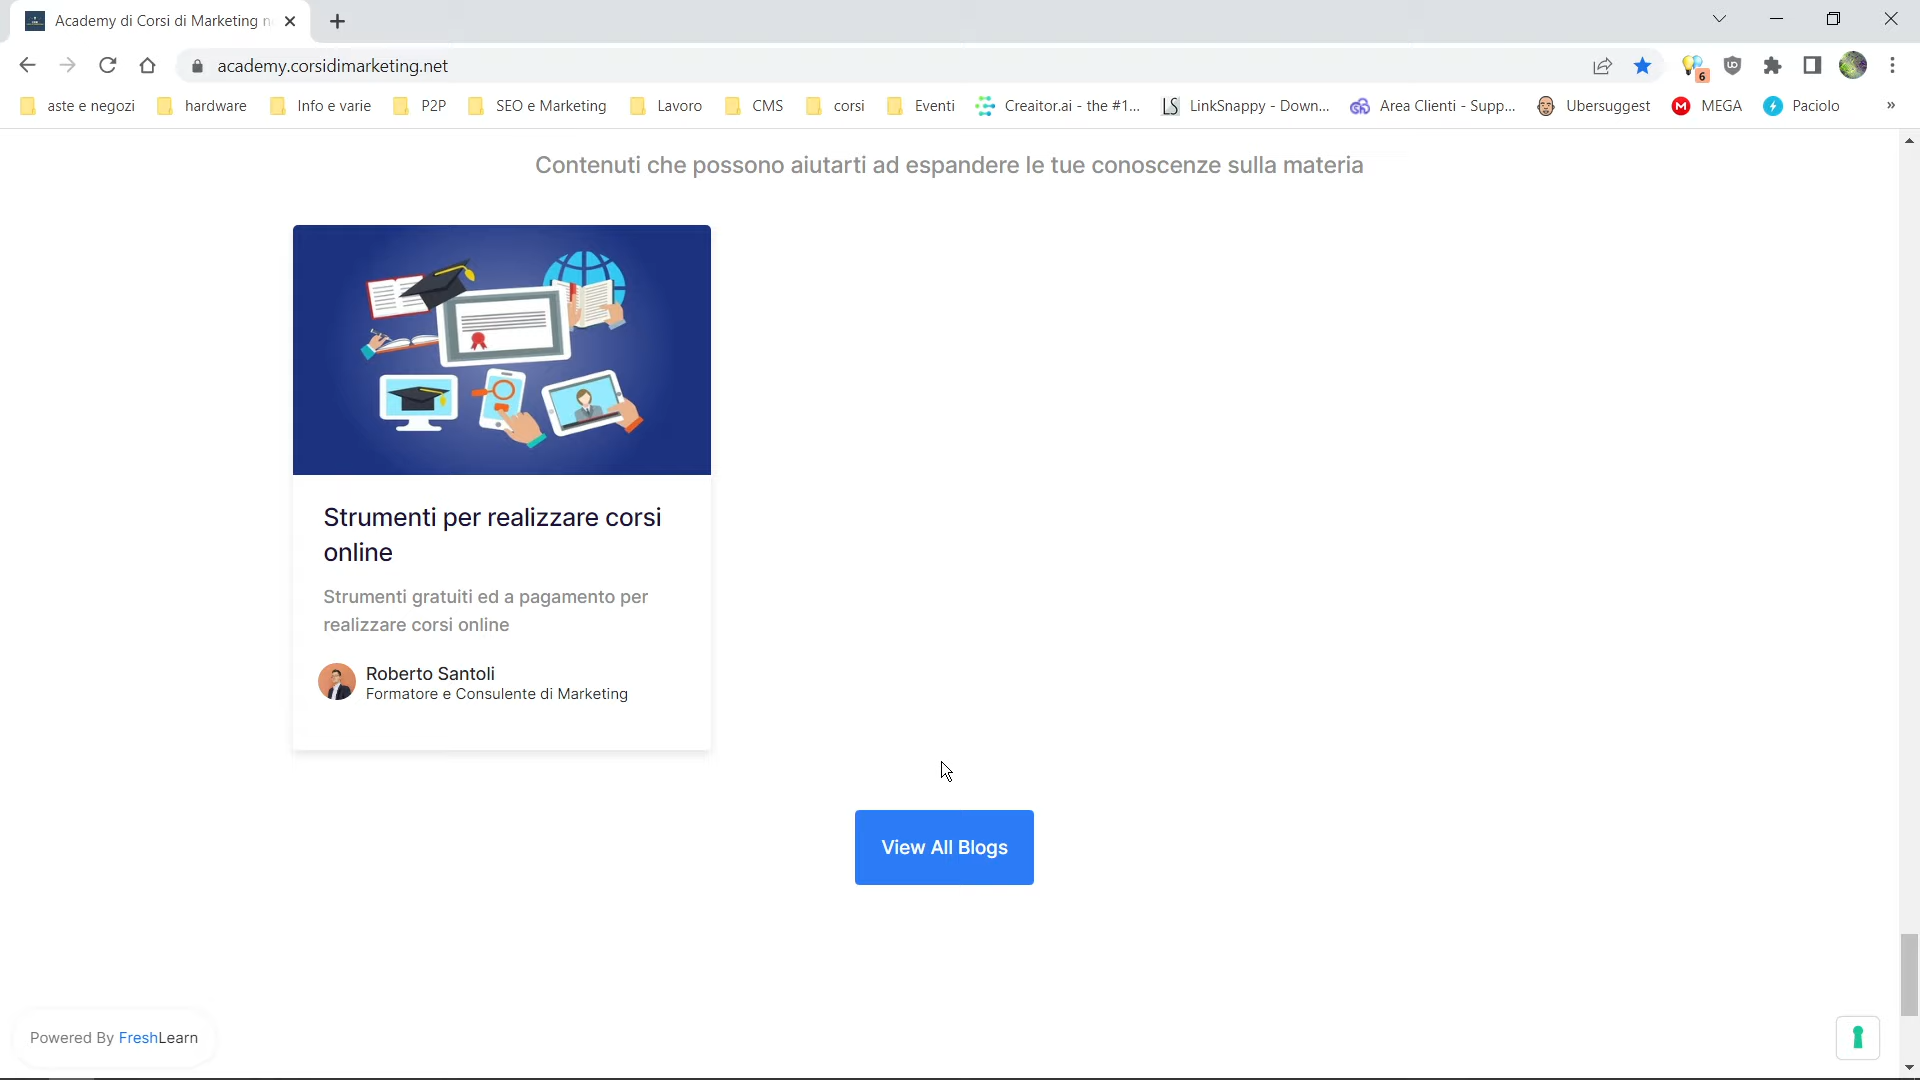 Academy di Corsi di Marketing n
academy.corsidimarketing.net
6
aste e negozi hardware Info e varie P2P SEO e Marketing Lavoro CMS corsi Eventi Creaitor.ai - the #1... LS LinkSnappy - Down... Area Clienti - Supp... Ubersuggest M MEGA Paciolo »
Contenuti che possono aiutarti ad espandere le tue conoscenze sulla materia
Strumenti per realizzare corsi
online
Strumenti gratuiti ed a pagamento per
realizzare corsi online
Roberto Santoli
Formatore e Consulente di Marketing
View All Blogs
Powered By FreshLearn